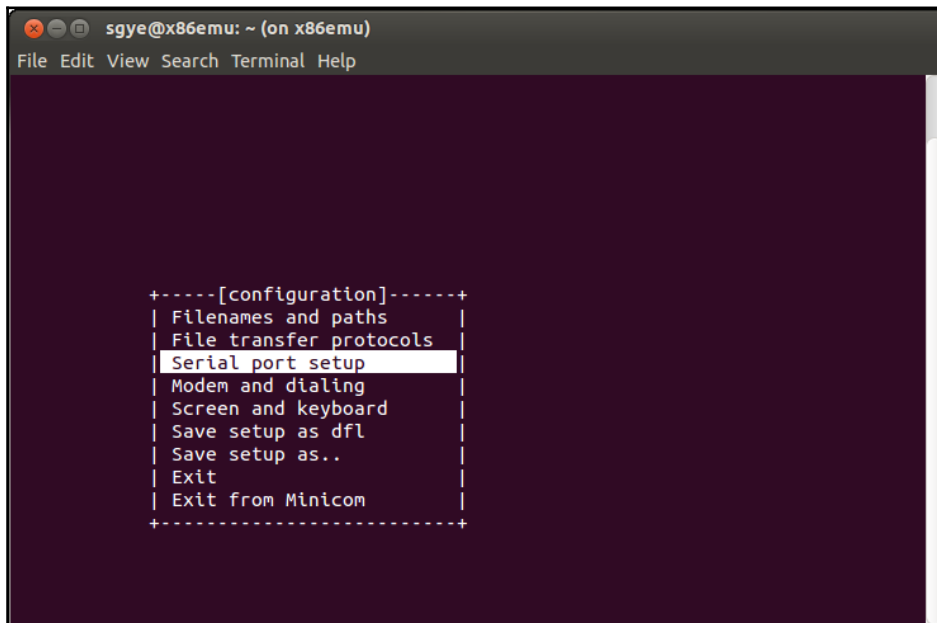 sgye@x86emu: ~ (on x86emu)
File Edit View Search Terminal Help
+-----[configuration]------+
| Filenames and paths      |
| File transfer protocols  |
| Serial port setup        |
| Modem and dialing        |
| Screen and keyboard      |
| Save setup as dfl        |
| Save setup as..          |
| Exit                     |
| Exit from Minicom        |
+--------------------------+